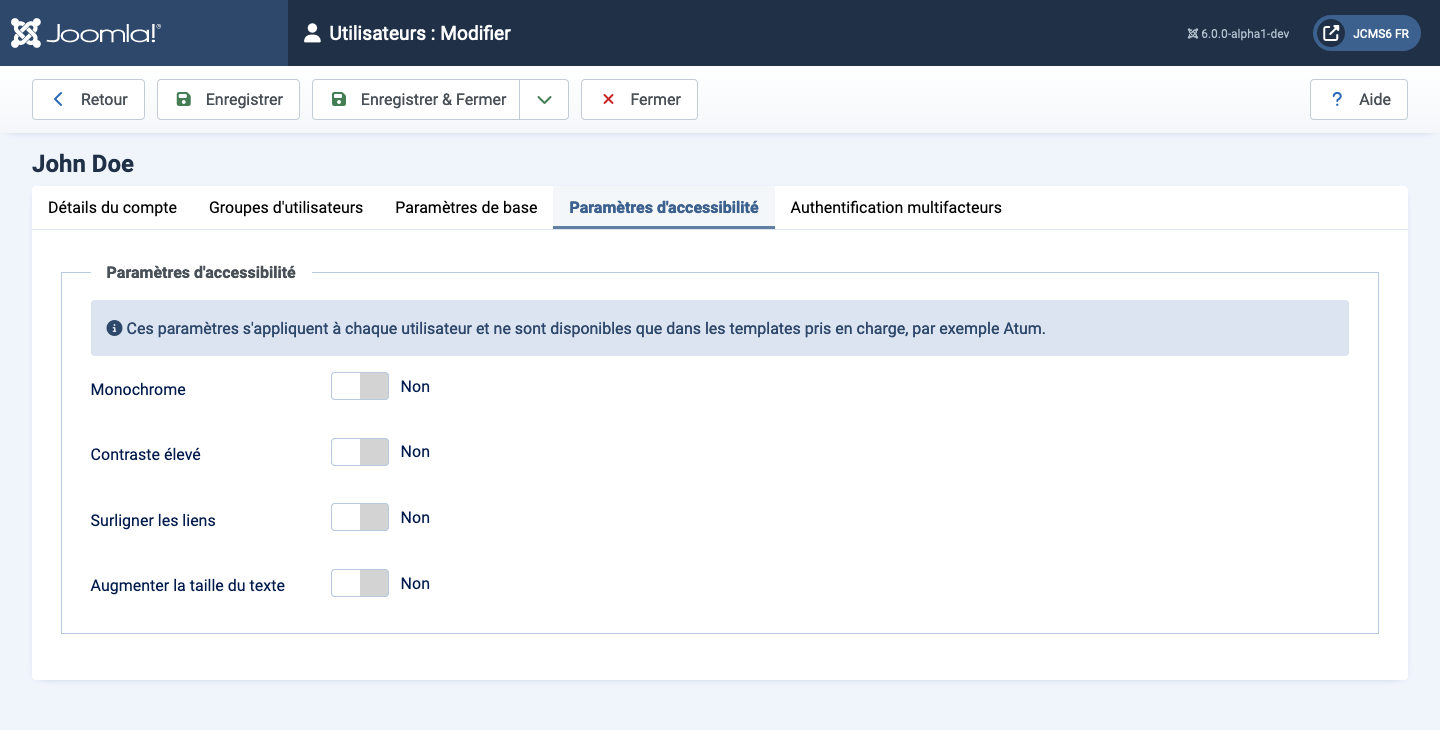 Joomla!®
Utilisateurs : Modifier
6.0.0-alpha1-dev
JCMS6 FR
Retour
Enregistrer
Enregistrer & Fermer
Fermer
? Aide
John Doe
Détails du compte
Groupes d'utilisateurs
Paramètres de base
Paramètres d'accessibilité
Authentification multifacteurs
Paramètres d'accessibilité
Ces paramètres s'appliquent à chaque utilisateur et ne sont disponibles que dans les templates pris en charge, par exemple Atum.
Monochrome
Non
Contraste élevé
Non
Surligner les liens
Non
Augmenter la taille du texte
Non